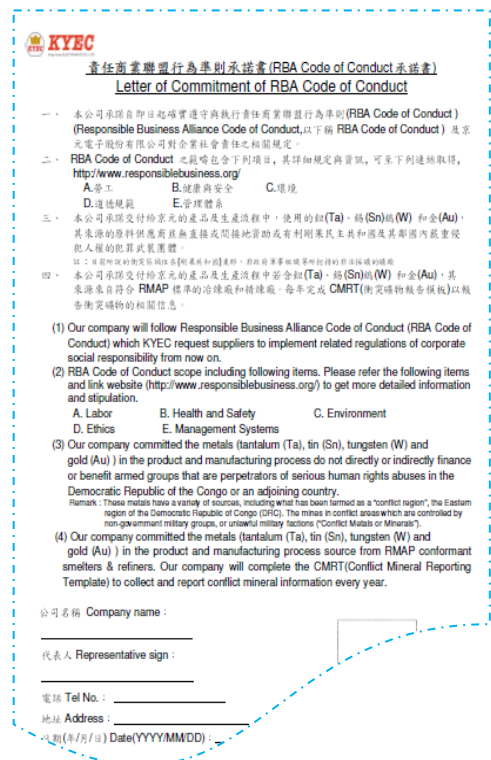 KYEC
責任商業聯盟行為準則承諾書(RBA Code of Conduct 承諾書)
Letter of Commitment of RBA Code of Conduct
一、 本公司承諾自即日起確實遵守與執行責任商業聯盟行為準則(RBA Code of Conduct )
(Responsible Business Alliance Code of Conduct,以下稱 RBA Code of Conduct ) 及京
元電子股份有限公司對企業社會責任之相關規定。
二、 RBA Code of Conduct 之範疇包含下列項目, 其詳細規定與資訊, 可至下列連結取得,
http://www.responsiblebusiness.org/
A.勞工 B.健康與安全 C.環境
D.道德規範 E.管理體系
三、 本公司承諾交付給京元的產品及生產流程中, 使用的鉭(Ta)、錫(Sn)鎢(W) 和金(Au),
其來源的原料供應商並無直接或間接地資助或有利剛果民主共和國及其鄰國內嚴重侵
犯人權的犯罪武裝團體。
註:目前所說的衝突區域位在(剛果共和國)東部,
四、 本公司承諾交付給京元的產品及生產流程中若含鉭(Ta)、錫(Sn)鎢(W) 和金(Au), 其
來源來自符合 RMAP 標準的冶煉廠和精煉廠。每年完成 CMRT(衝突礦物報告模板)以報
告衝突礦物的相關信息。
(1) Our company will follow Responsible Business Alliance Code of Conduct (RBA Code of
Conduct) which KYEC request suppliers to implement related regulations of corporate
social responsibility from now on.
(2) RBA Code of Conduct scope including following items. Please refer the following items
and link website (http://www.responsiblebusiness.org/) to get more detailed information
and stipulation.
A. Labor B. Health and Safety C. Environment
D. Ethics E. Management Systems
(3) Our company committed the metals (tantalum (Ta), tin (Sn), tungsten (W) and
gold (Au) ) in the product and manufacturing process do not directly or indirectly finance
or benefit armed groups that are perpetrators of serious human rights abuses in the
Democratic Republic of the Congo or an adjoining country.
Remark : These metals have a variety of sources, including what has been termed as a "conflict region", the Eastern
region of the Democratic Republic of Congo (DRC). The mines in conflict areas which are controlled by
non-government military groups, or unlawful military factions ("Conflict Metals or Minerals").
(4) Our company committed the metals (tantalum (Ta), tin (Sn), tungsten (W) and
gold (Au) ) in the product and manufacturing process source from RMAP conformant
smelters & refiners. Our company will complete the CMRT(Conflict Mineral Reporting
Template) to collect and report conflict mineral information every year.
公司名稱 Company name :
代表人 Representative sign :
電話 Tel No. :
地址 Address :
日期(年/月/日) Date(YYYY/MM/DD) :